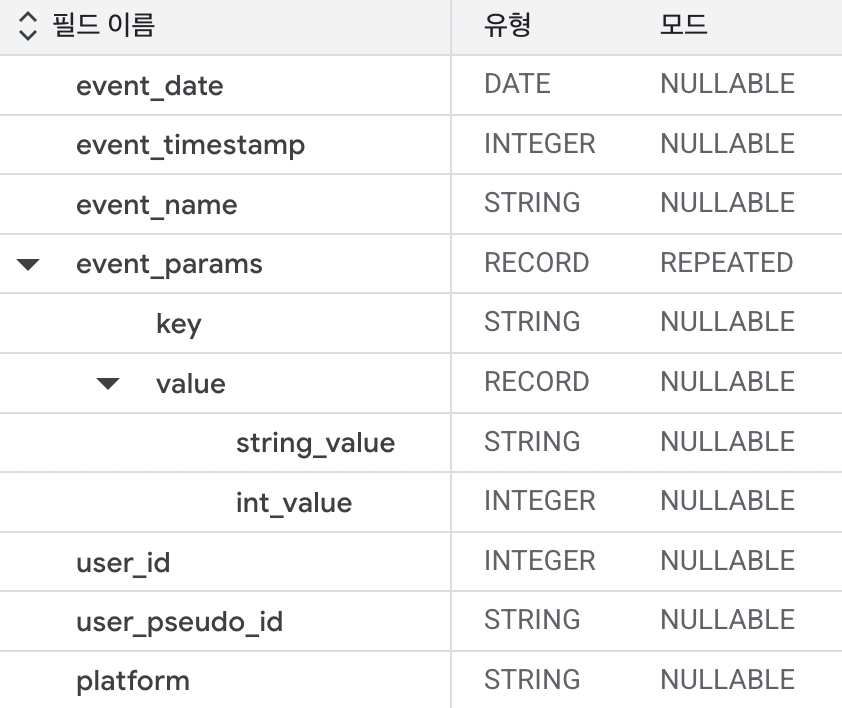 필드 이름 유형 모드
event_date DATE NULLABLE
event_timestamp INTEGER NULLABLE
event_name STRING NULLABLE
event_params RECORD REPEATED
key STRING NULLABLE
value RECORD NULLABLE
string_value STRING NULLABLE
int_value INTEGER NULLABLE
user_id INTEGER NULLABLE
user_pseudo_id STRING NULLABLE
platform STRING NULLABLE